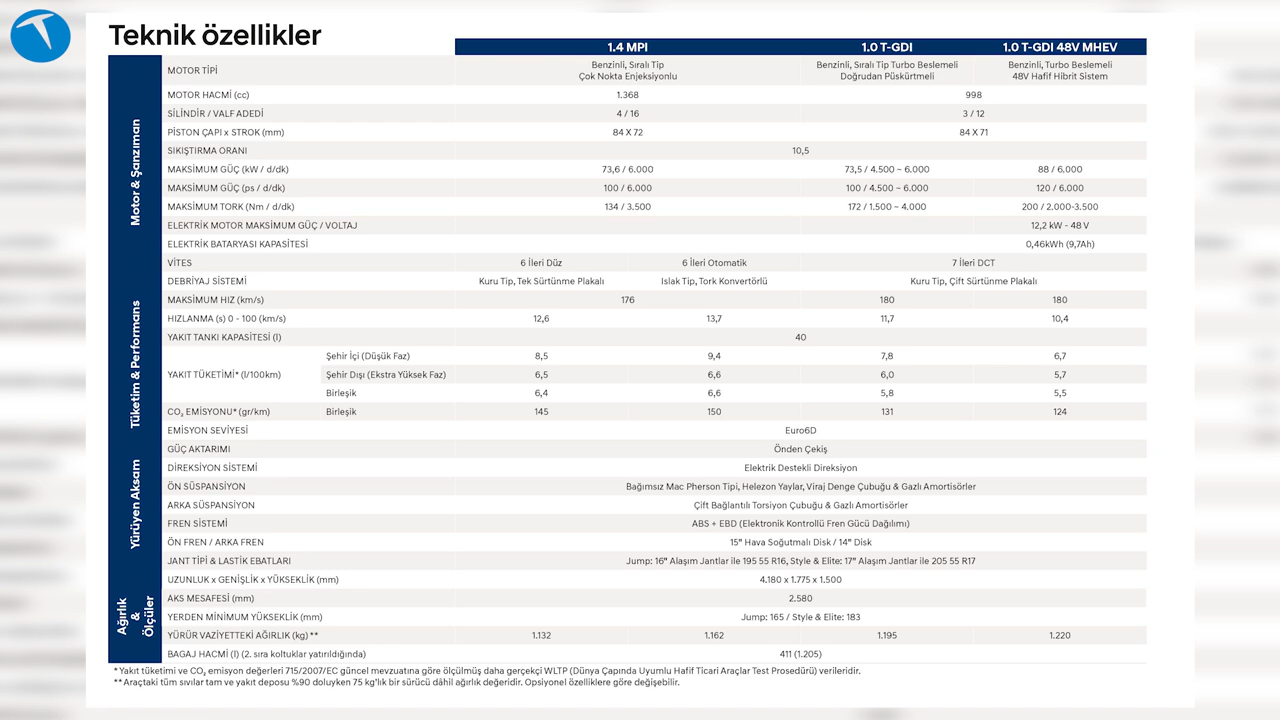 Teknik özellikler
1.4 MPI 1.0 T-GDI 1.0 T-GDI 48V MHEV
Motor & Şanzıman
MOTOR TİPİ Benzinli, Sıralı Tip Çok Nokta Enjeksiyonlu Benzinli, Sıralı Tip Turbo Beslemeli Doğrudan Püskürtmeli Benzinli, Turbo Beslemeli 48V Hafif Hibrit Sistem
MOTOR HACMİ (cc) 1.368 998
SİLİNDİR / VALF ADEDİ 4 / 16 3 / 12
PİSTON ÇAPI x STROK (mm) 84 X 72 84 X 71
SIKIŞTIRMA ORANI 10,5
MAKSİMUM GÜÇ (kW / d/dk) 73,6 / 6.000 73,5 / 4.500 – 6.000 88 / 6.000
MAKSİMUM GÜÇ (ps / d/dk) 100 / 6.000 100 / 4.500 – 6.000 120 / 6.000
MAKSİMUM TORK (Nm / d/dk) 134 / 3.500 172 / 1.500 – 4.000 200 / 2.000-3.500
ELEKTRİK MOTOR MAKSİMUM GÜÇ / VOLTAJ 12,2 kW - 48 V
ELEKTRİK BATARYASI KAPASİTESİ 0,46kWh (9,7Ah)
VİTES 6 İleri Düz 6 İleri Otomatik 7 İleri DCT
DEBRİYAJ SİSTEMİ Kuru Tip, Tek Sürtünme Plakalı Islak Tip, Tork Konvertörlü Kuru Tip, Çift Sürtünme Plakalı
Tüketim & Performans
MAKSİMUM HIZ (km/s) 176 180 180
HIZLANMA (s) 0 - 100 (km/s) 12,6 13,7 11,7 10,4
YAKIT TANKI KAPASİTESİ (l) 40
YAKIT TÜKETİMİ* (l/100km) Şehir İçi (Düşük Faz) 8,5 9,4 7,8 6,7
Şehir Dışı (Ekstra Yüksek Faz) 6,5 6,6 6,0 5,7
Birleşik 6,4 6,6 5,8 5,5
CO₂ EMİSYONU* (gr/km) Birleşik 145 150 131 124
EMİSYON SEVİYESİ Euro6D
Yürüyen Aksam
GÜÇ AKTARIMI Önden Çekiş
DİREKSİYON SİSTEMİ Elektrik Destekli Direksiyon
ÖN SÜSPANSİYON Bağımsız Mac Pherson Tipi, Helezon Yaylar, Viraj Denge Çubuğu & Gazlı Amortisörler
ARKA SÜSPANSİYON Çift Bağlantılı Torsiyon Çubuğu & Gazlı Amortisörler
FREN SİSTEMİ ABS + EBD (Elektronik Kontrollü Fren Gücü Dağılımı)
ÖN FREN / ARKA FREN 15” Hava Soğutmalı Disk / 14” Disk
JANT TİPİ & LASTİK EBATLARI Jump: 16” Alaşım Jantlar ile 195 55 R16, Style & Elite: 17” Alaşım Jantlar ile 205 55 R17
Ağırlık & Ölçüler
UZUNLUK x GENİŞLİK x YÜKSEKLİK (mm) 4.180 x 1.775 x 1.500
AKS MESAFESİ (mm) 2.580
YERDEN MİNİMUM YÜKSEKLİK (mm) Jump: 165 / Style & Elite: 183
YÜRÜR VAZİYETTEKİ AĞIRLIK (kg) ** 1.132 1.162 1.195 1.220
BAGAJ HACMİ (l) (2. sıra koltuklar yatırıldığında) 411 (1.205)
* Yakıt tüketimi ve CO₂ emisyon değerleri 715/2007/EC güncel mevzuatına göre ölçülmüş daha gerçekçi WLTP (Dünya Çapında Uyumlu Hafif Ticari Araçlar Test Prosedürü) verileridir.
** Araçtaki tüm sıvılar tam ve yakıt deposu %90 doluyken 75 kg’lık bir sürücü dâhil ağırlık değeridir. Opsiyonel özelliklere göre değişebilir.